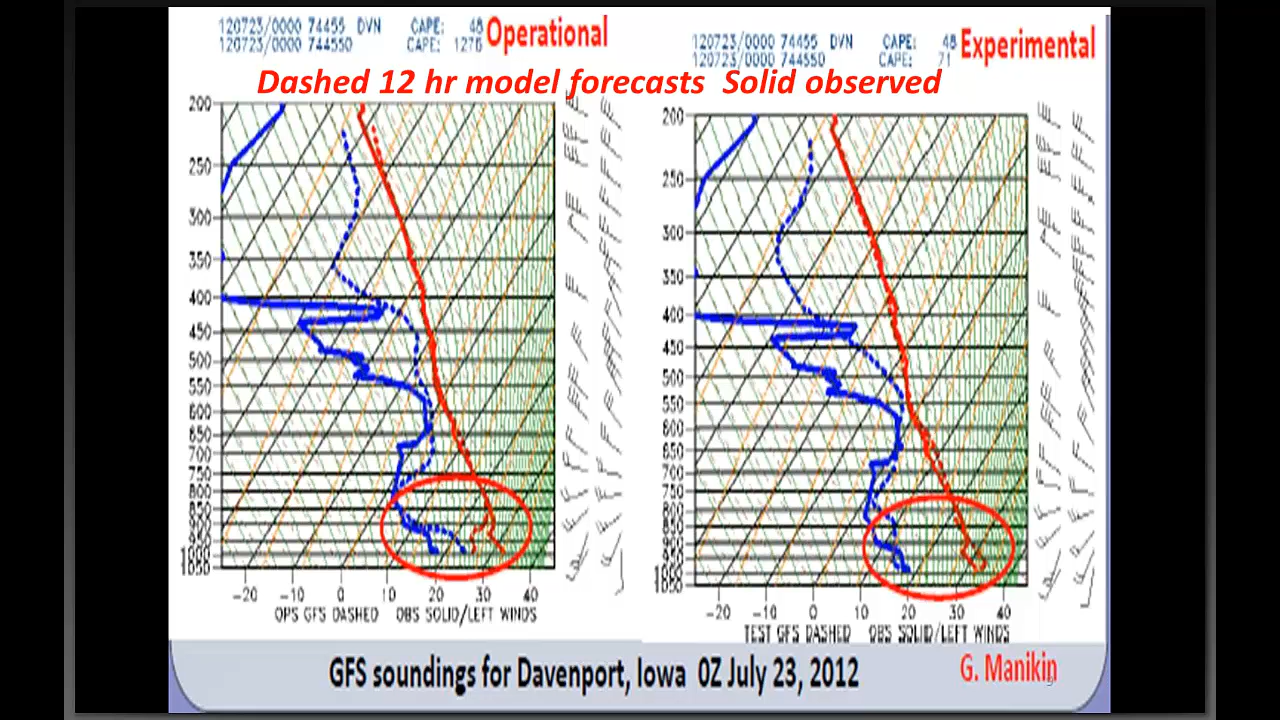 120723/0000 74455 DVN CAPE: 48
120723/0000 744550 CAPE: 1276
Operational
120723/0000 74455 DVN CAPE: 48
120723/0000 744550 CAPE: 71
Experimental
Dashed 12 hr model forecasts Solid observed
200
250
300
350
400
450
500
550
600
650
700
750
800
850
900
1000
1050
-20 -10 0 10 20 30 40
OPS GFS DASHED OBS SOLID/LEFT WINDS
200
250
300
350
400
450
500
550
600
650
700
750
800
850
1050
-20 -10 0 10 20 30 40
TEST GFS DASHED OBS SOLID/LEFT WINDS
GFS soundings for Davenport, Iowa 0Z July 23, 2012
G. Manikin